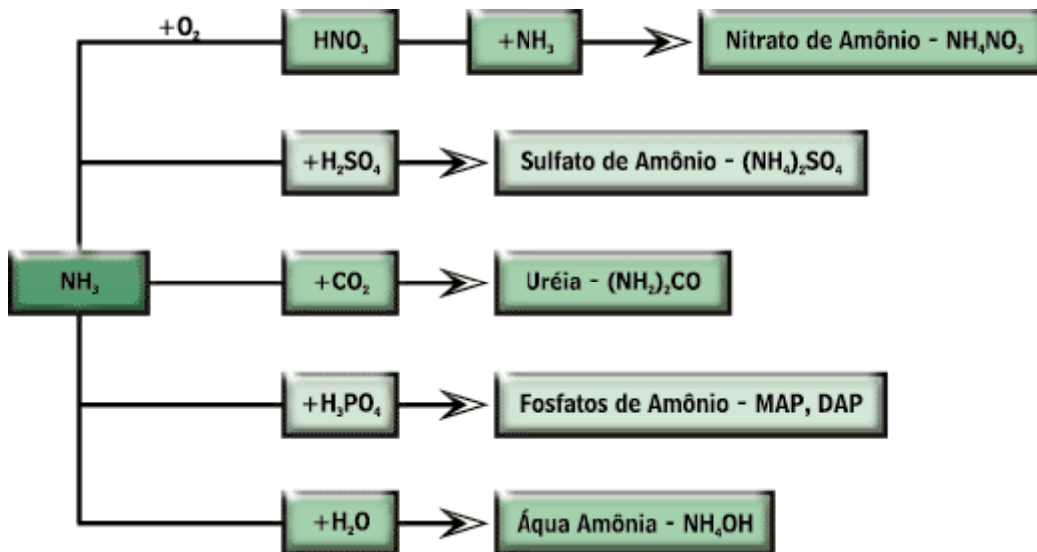 +O₂
HNO₃ +NH₃ Nitrato de Amônio - NH₄NO₃
+H₂SO₄ Sulfato de Amônio - (NH₄)₂SO₄
NH₃ +CO₂ Uréia - (NH₂)₂CO
+H₃PO₄ Fosfatos de Amônio - MAP, DAP
+H₂O Áqua Amônia - NH₄OH